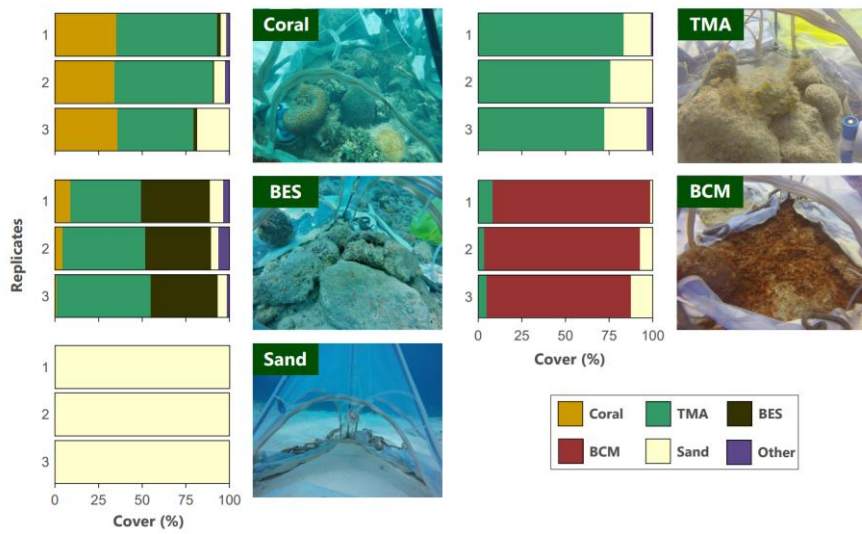 Coral
TMA
1
2
3
1
2
3
BES
BCM
1
2
3
1
2
3
0 25 50 75 100
Cover (%)
Sand
1
2
3
0 25 50 75 100
Cover (%)
Replicates
Coral TMA BES
BCM Sand Other